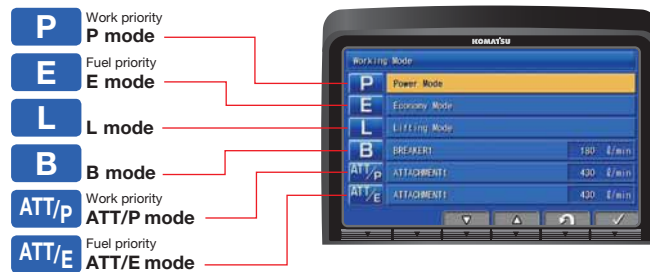 P
Work priority
P mode
E
Fuel priority
E mode
L
L mode
B
B mode
ATT/P
Work priority
ATT/P mode
ATT/E
Fuel priority
ATT/E mode
KOMATSU
Working Mode
P Power Mode
E Economy Mode
L Lifting Mode
B BREAKER1 180 ℓ/min
ATT/P ATTACHMENT1 430 ℓ/min
ATT/E ATTACHMENT1 430 ℓ/min